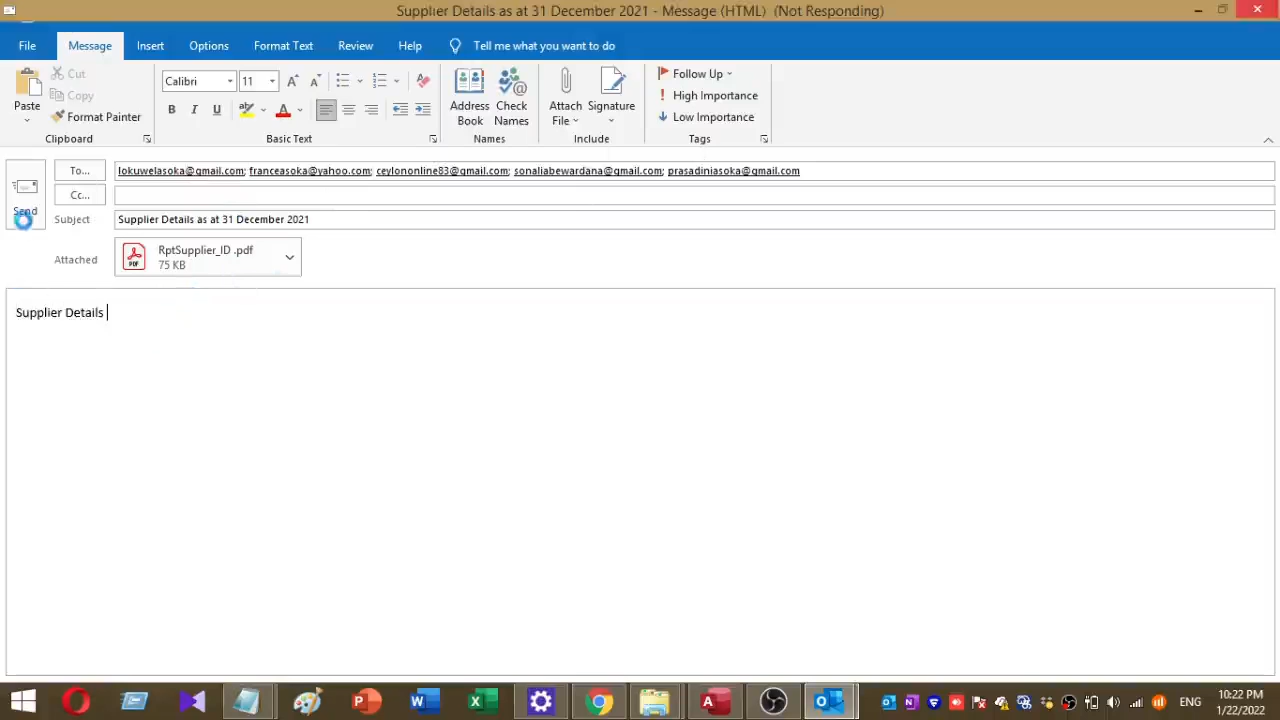 Supplier Details as at 31 December 2021 - Message (HTML) (Not Responding)
File Message Insert Options Format Text Review Help Tell me what you want to do
Paste
Cut
Copy
Format Painter
Clipboard
Calibri 11
B I U ab A
Basic Text
Address Book
Check Names
Names
Attach File
Signature
Include
Follow Up
High Importance
Low Importance
Tags
Send
To... lokuwelasoka@gmail.com; franceasoka@yahoo.com; ceylononline83@gmail.com; sonaliabewardana@gmail.com; prasadiniasoka@gmail.com
Cc...
Subject Supplier Details as at 31 December 2021
Attached RptSupplier_ID .pdf
75 KB
Supplier Details
ENG
10:22 PM
1/22/2022